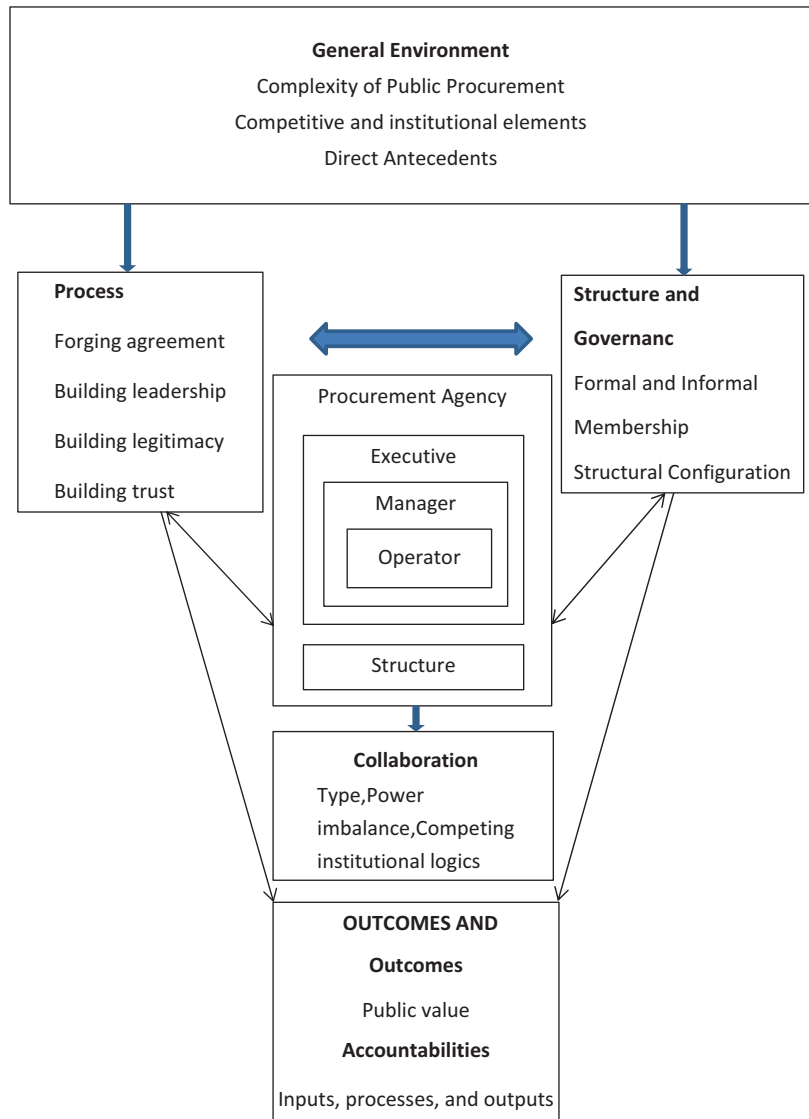 General Environment
Complexity of Public Procurement
Competitive and institutional elements
Direct Antecedents
Process
Forging agreement
Building leadership
Building legitimacy
Building trust
Structure and
Governanc
Formal and Informal
Membership
Structural Configuration
Procurement Agency
Executive
Manager
Operator
Structure
Collaboration
Type,Power
imbalance,Competing
institutional logics
OUTCOMES AND
Outcomes
Public value
Accountabilities
Inputs, processes, and outputs